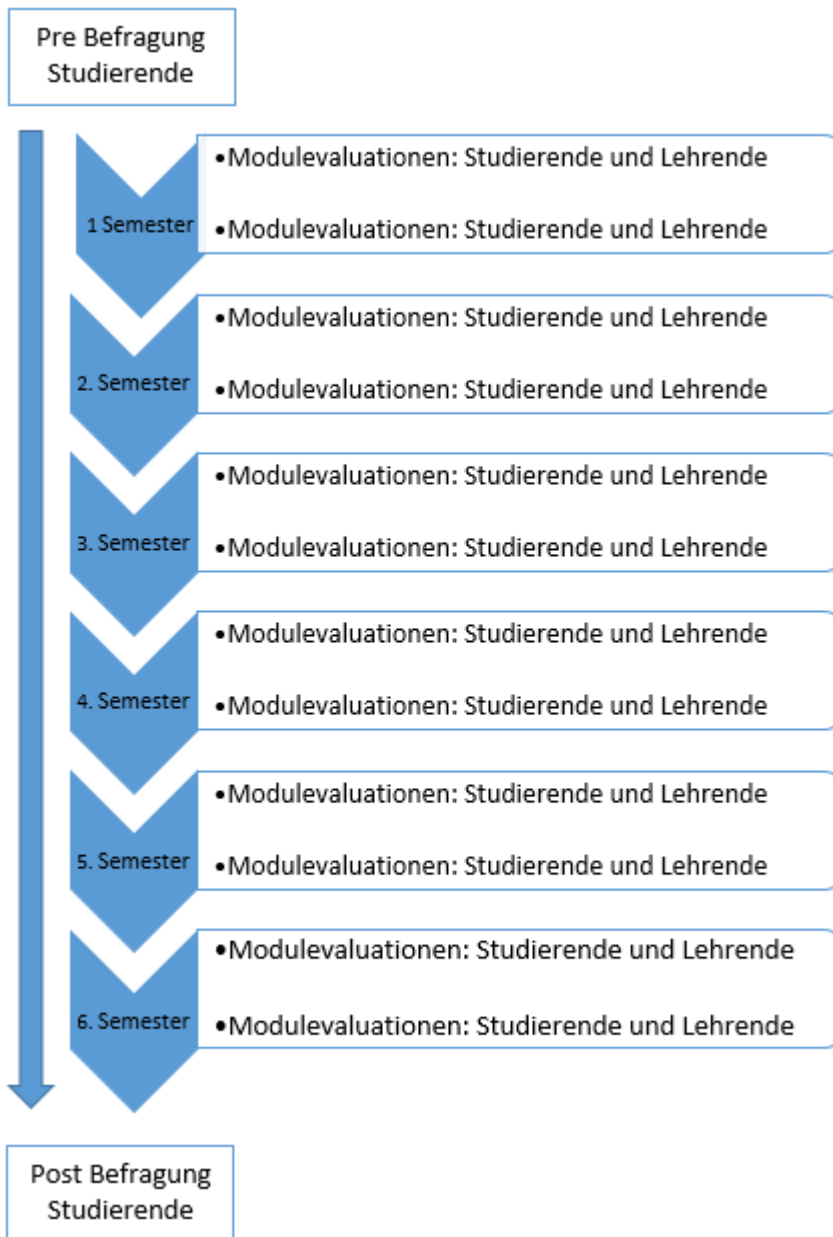 Pre Befragung
Studierende
•Modulevaluationen: Studierende und Lehrende
1 Semester
•Modulevaluationen: Studierende und Lehrende
•Modulevaluationen: Studierende und Lehrende
2. Semester
•Modulevaluationen: Studierende und Lehrende
•Modulevaluationen: Studierende und Lehrende
3. Semester
•Modulevaluationen: Studierende und Lehrende
•Modulevaluationen: Studierende und Lehrende
4. Semester
•Modulevaluationen: Studierende und Lehrende
•Modulevaluationen: Studierende und Lehrende
5. Semester
•Modulevaluationen: Studierende und Lehrende
•Modulevaluationen: Studierende und Lehrende
6. Semester
•Modulevaluationen: Studierende und Lehrende
Post Befragung
Studierende